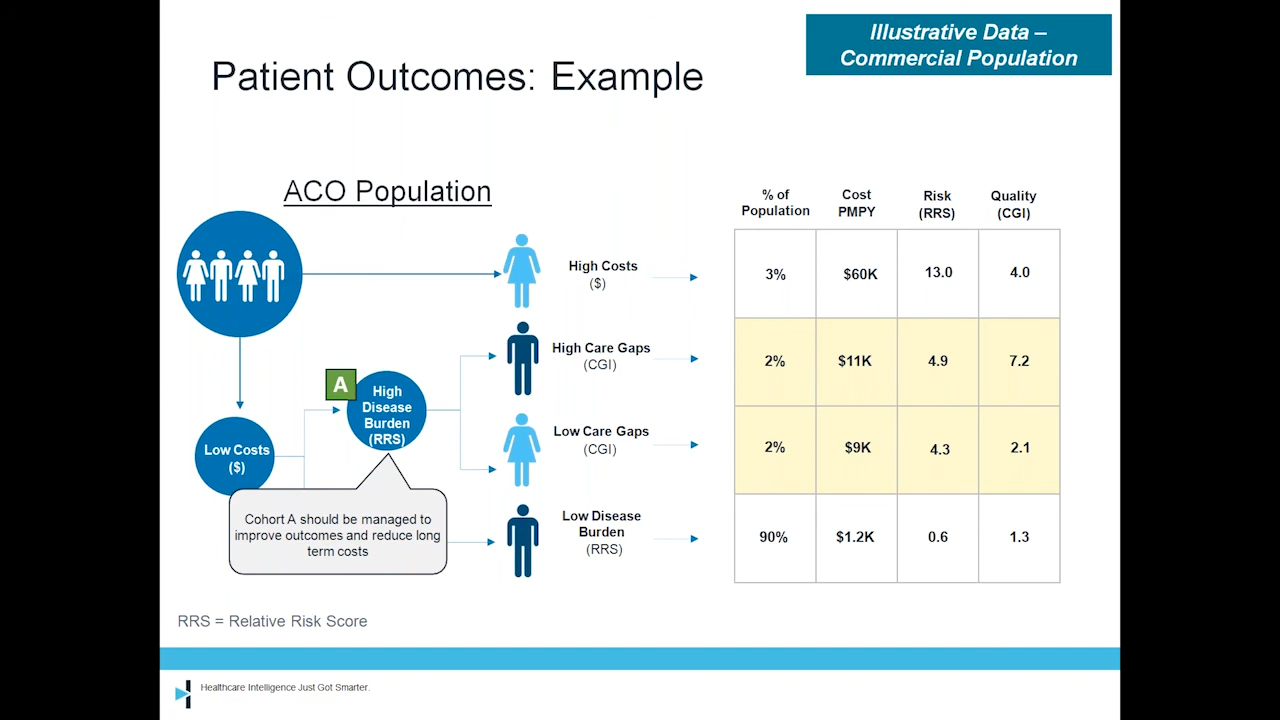 Illustrative Data –
Commercial Population
Patient Outcomes: Example
ACO Population
% of
Population
Cost
PMPY
Risk
(RRS)
Quality
(CGI)
High Costs
($)
3%
$60K
13.0
4.0
High Care Gaps
(CGI)
2%
$11K
4.9
7.2
A
High
Disease
Burden
(RRS)
Low Care Gaps
(CGI)
2%
$9K
4.3
2.1
Low Costs
($)
Cohort A should be managed to
improve outcomes and reduce long
term costs
Low Disease
Burden
(RRS)
90%
$1.2K
0.6
1.3
RRS = Relative Risk Score
Healthcare Intelligence Just Got Smarter.